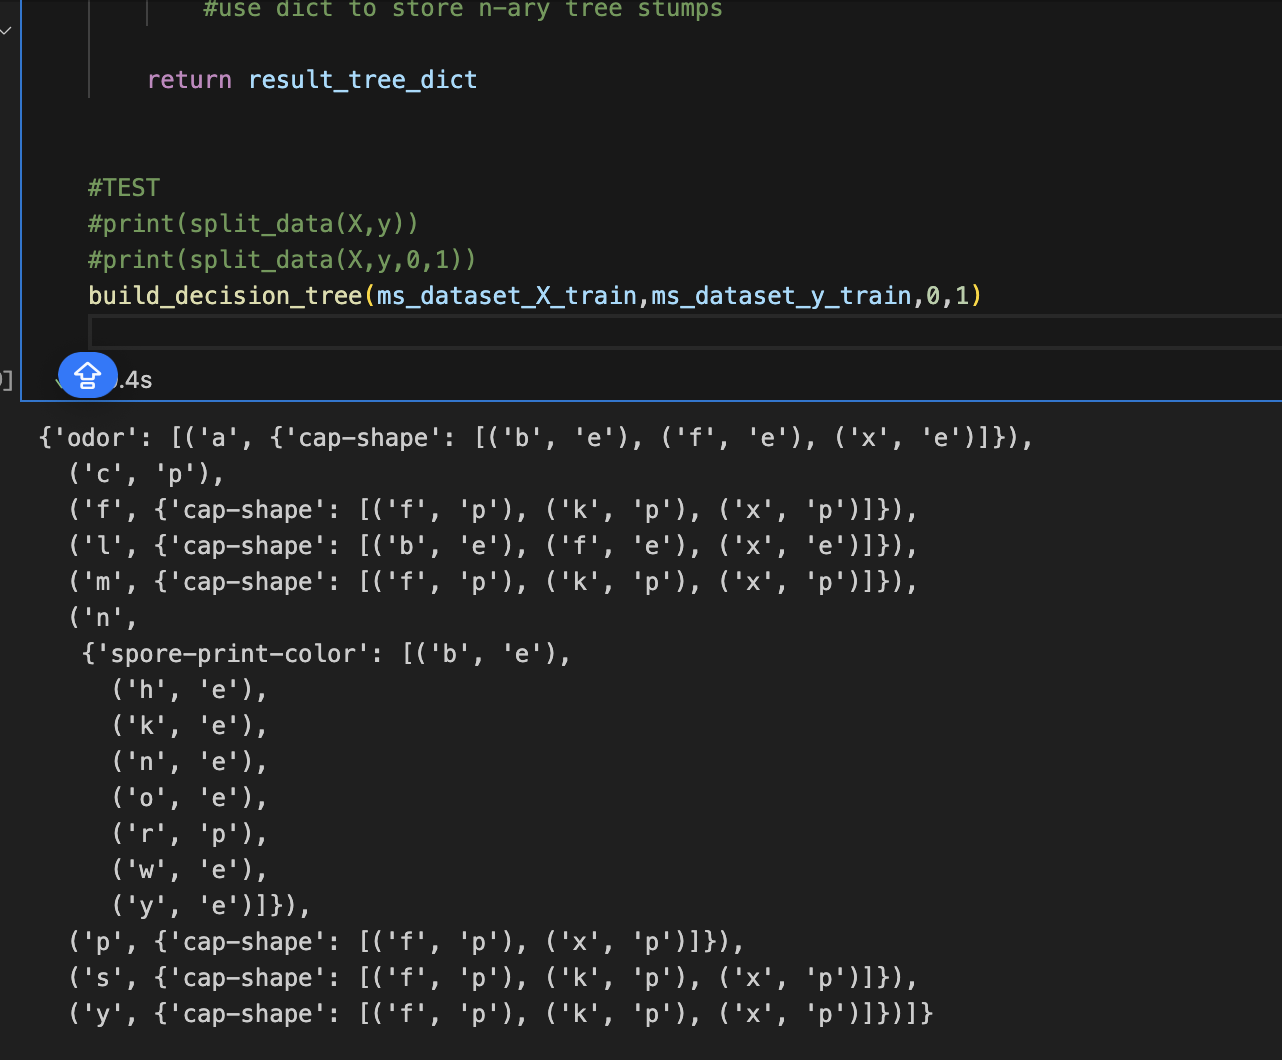 #use dict to store n-ary tree stumps
return result_tree_dict
#TEST
#print(split_data(X,y))
#print(split_data(X,y,0,1))
build_decision_tree(ms_dataset_X_train,ms_dataset_y_train,0,1)
.4s
{'odor': [('a', {'cap-shape': [('b', 'e'), ('f', 'e'), ('x', 'e')]}),
('c', 'p'),
('f', {'cap-shape': [('f', 'p'), ('k', 'p'), ('x', 'p')]}),
('l', {'cap-shape': [('b', 'e'), ('f', 'e'), ('x', 'e')]}),
('m', {'cap-shape': [('f', 'p'), ('k', 'p'), ('x', 'p')]}),
('n',
{'spore-print-color': [('b', 'e'),
('h', 'e'),
('k', 'e'),
('n', 'e'),
('o', 'e'),
('r', 'p'),
('w', 'e'),
('y', 'e')]}),
('p', {'cap-shape': [('f', 'p'), ('x', 'p')]}),
('s', {'cap-shape': [('f', 'p'), ('k', 'p'), ('x', 'p')]}),
('y', {'cap-shape': [('f', 'p'), ('k', 'p'), ('x', 'p')]})]}